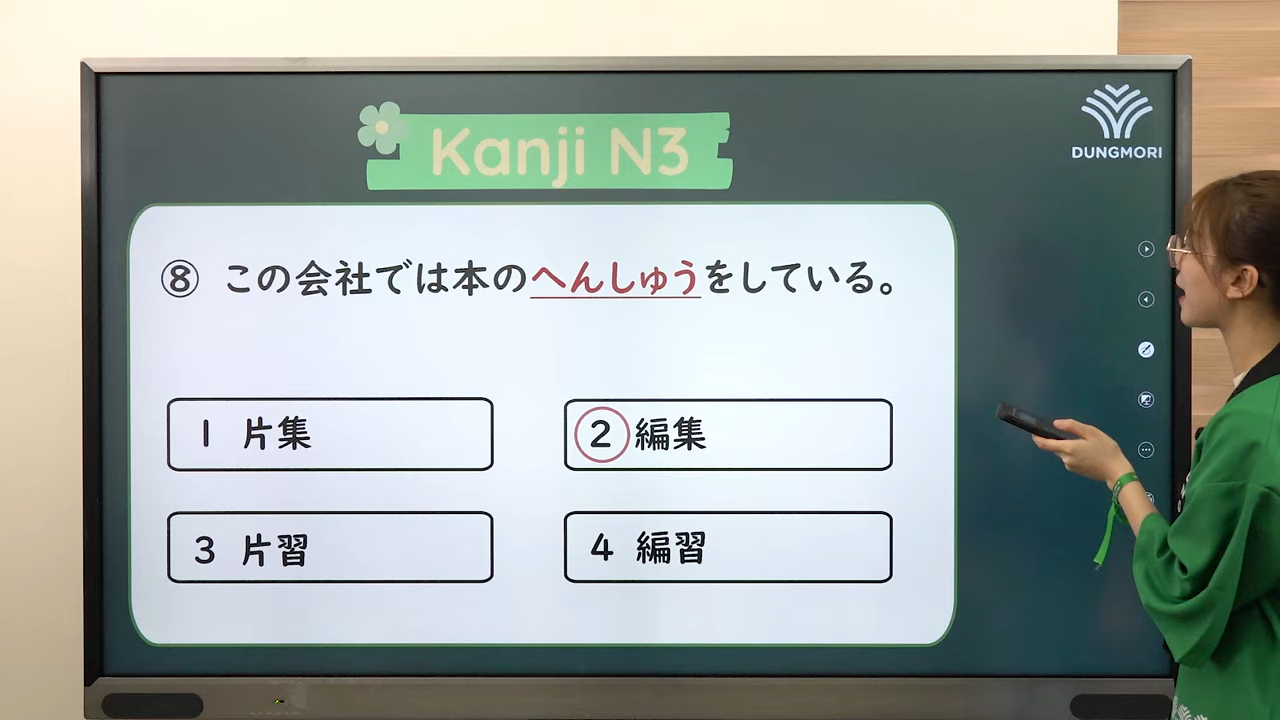 Kanji N3
DUNGMORI
⑧ この会社では本のへんしゅうをしている。
1 片集
2 編集
3 片習
4 編習